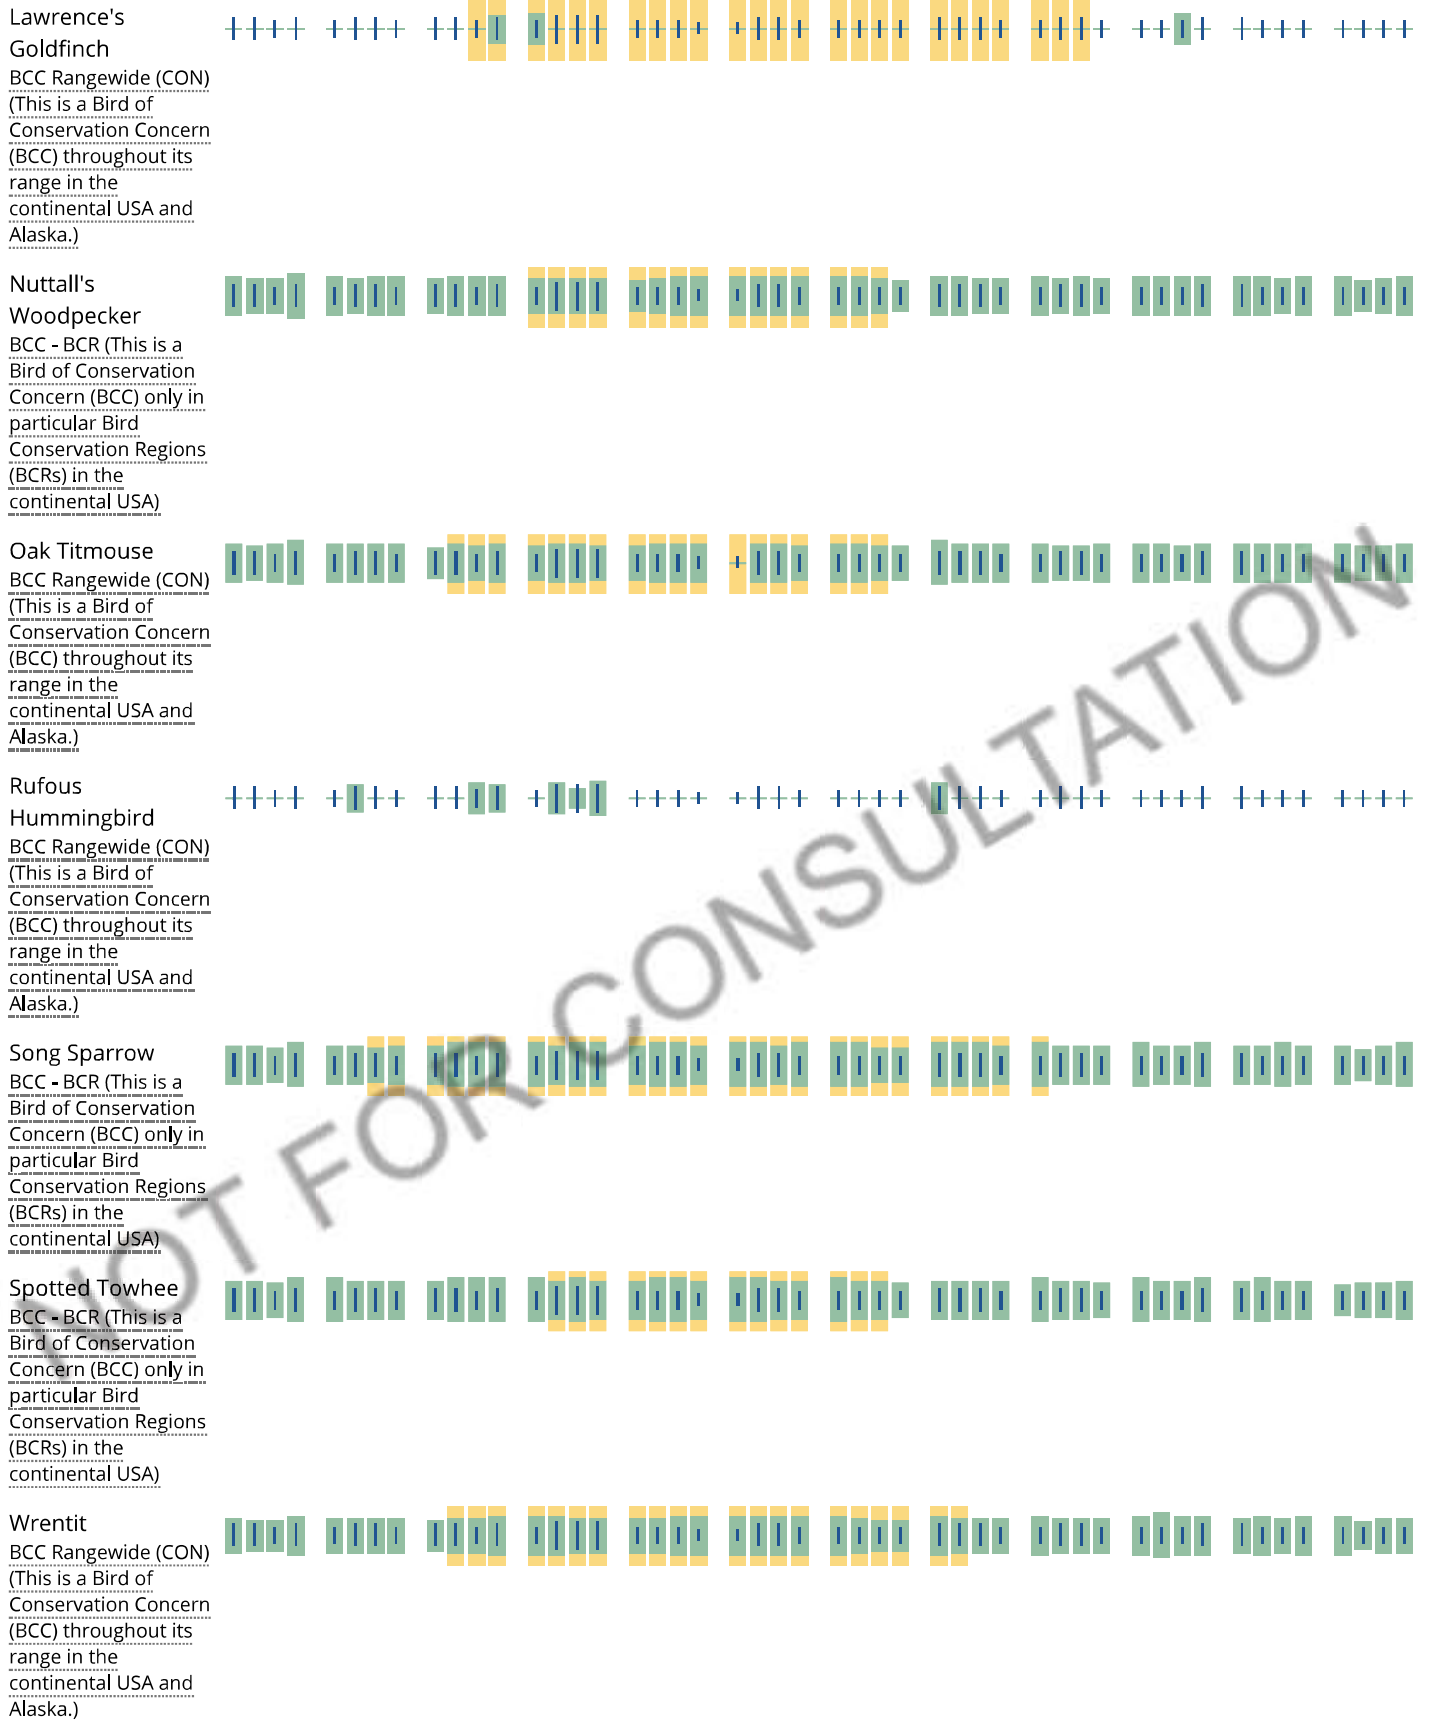 Lawrence's
Goldfinch
BCC Rangewide (CON)
(This is a Bird of
Conservation Concern
(BCC) throughout its
range in the
continental USA and
Alaska.)
Nuttall's
Woodpecker
BCC - BCR (This is a
Bird of Conservation
Concern (BCC) only in
particular Bird
Conservation Regions
(BCRs) in the
continental USA)
Oak Titmouse
BCC Rangewide (CON)
(This is a Bird of
Conservation Concern
(BCC) throughout its
range in the
continental USA and
Alaska.)
Rufous
Hummingbird
BCC Rangewide (CON)
(This is a Bird of
Conservation Concern
(BCC) throughout its
range in the
continental USA and
Alaska.)
Song Sparrow
BCC - BCR (This is a
Bird of Conservation
Concern (BCC) only in
particular Bird
Conservation Regions
(BCRs) in the
continental USA)
Spotted Towhee
BCC - BCR (This is a
Bird of Conservation
Concern (BCC) only in
particular Bird
Conservation Regions
(BCRs) in the
continental USA)
Wrentit
BCC Rangewide (CON)
(This is a Bird of
Conservation Concern
(BCC) throughout its
range in the
continental USA and
Alaska.)
NOT FOR CONSULTATION